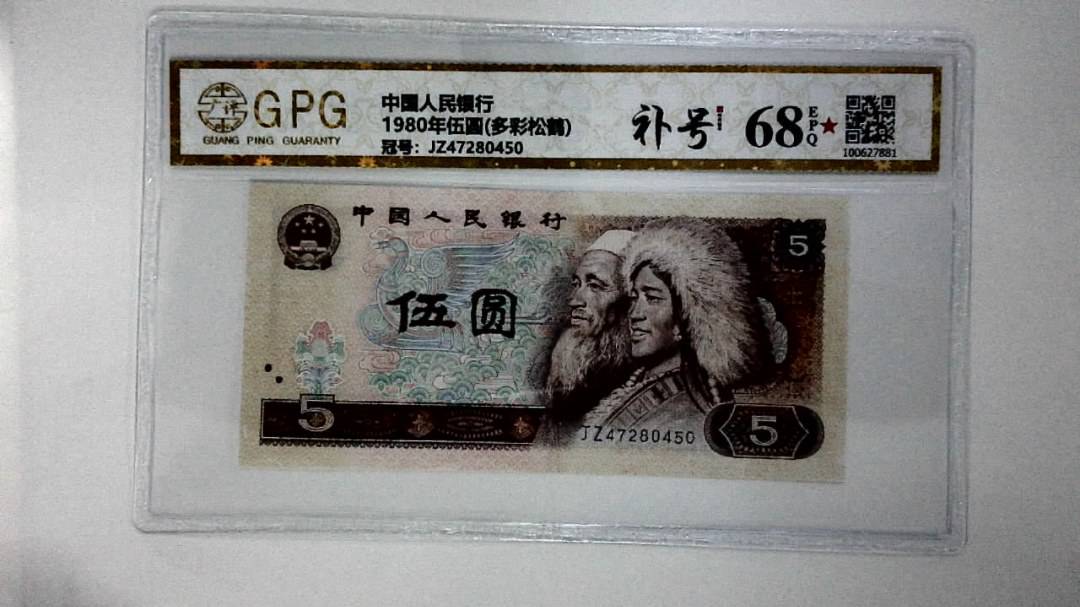 广评
GPG
GUANG PING GUARANTY
中国人民银行
1980年伍圆(多彩松鹤)
冠号: JZ47280450
补号
68
EPQ
100627881
中国人民银行
5
伍圆
5
JZ47280450
5